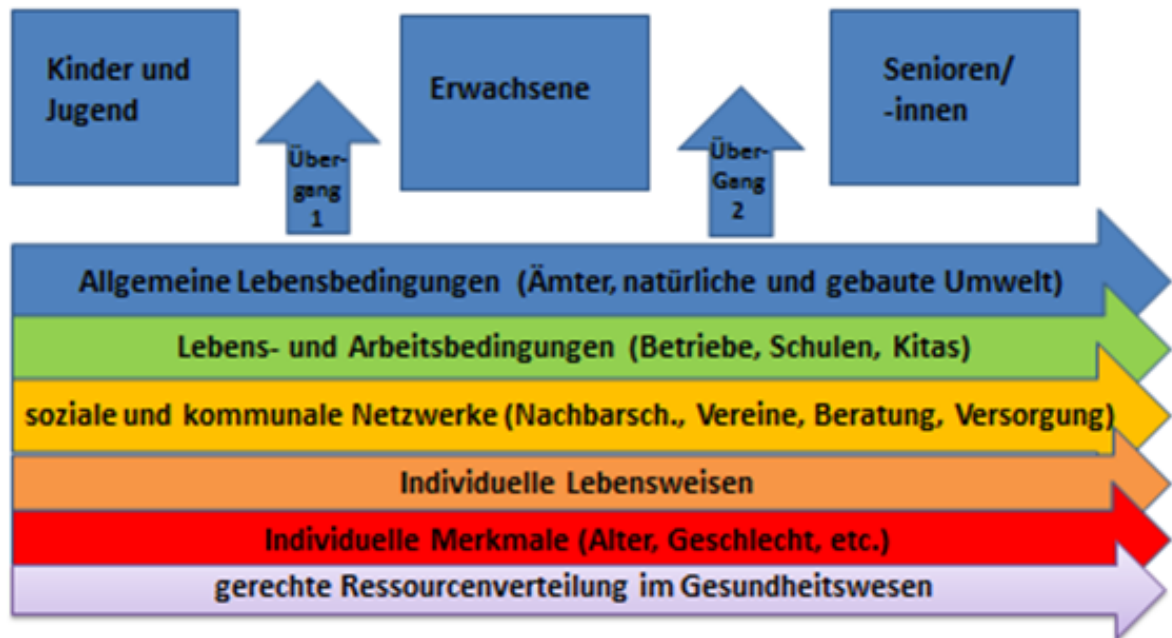 Kinder und
Jugend
Über-
gang
1
Erwachsene
Über-
Gang
2
Senioren/
-innen
Allgemeine Lebensbedingungen (Ämter, natürliche und gebaute Umwelt)
Lebens- und Arbeitsbedingungen (Betriebe, Schulen, Kitas)
soziale und kommunale Netzwerke (Nachbarsch., Vereine, Beratung, Versorgung)
Individuelle Lebensweisen
Individuelle Merkmale (Alter, Geschlecht, etc.)
gerechte Ressourcenverteilung im Gesundheitswesen